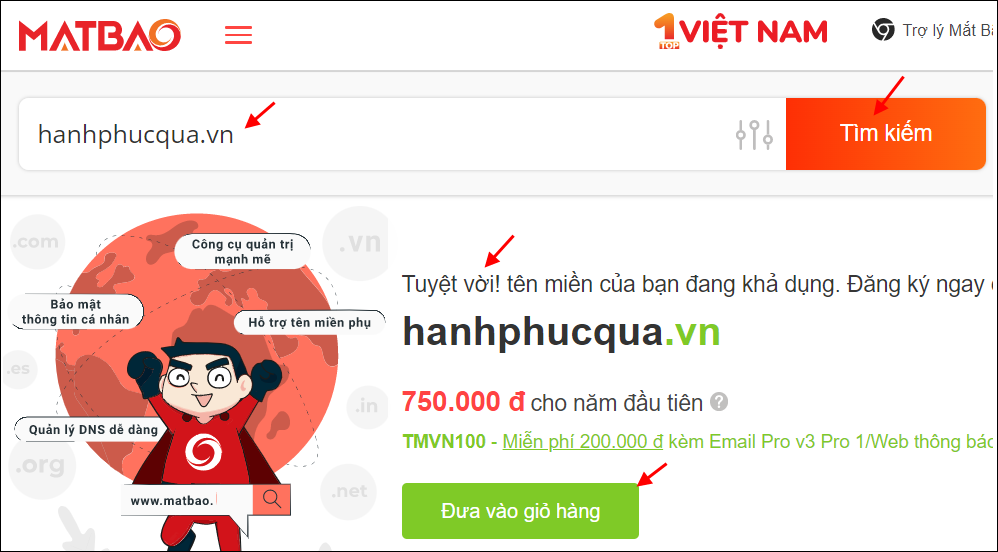 MATBAO
1 TOP VIỆT NAM
Trợ lý Mắt B
hanhphucqua.vn
Tìm kiếm
.com
.vn
Công cụ quản trị
mạnh mẽ
Bảo mật
thông tin cá nhân
Hỗ trợ tên miền phụ
.es
.in
Quản lý DNS dễ dàng
.org
.net
www.matbao.
Tuyệt vời! tên miền của bạn đang khả dụng. Đăng ký ngay
hanhphucqua.vn
750.000 đ cho năm đầu tiên ?
TMVN100 - Miễn phí 200.000 đ kèm Email Pro v3 Pro 1/Web thông báo
Đưa vào giỏ hàng